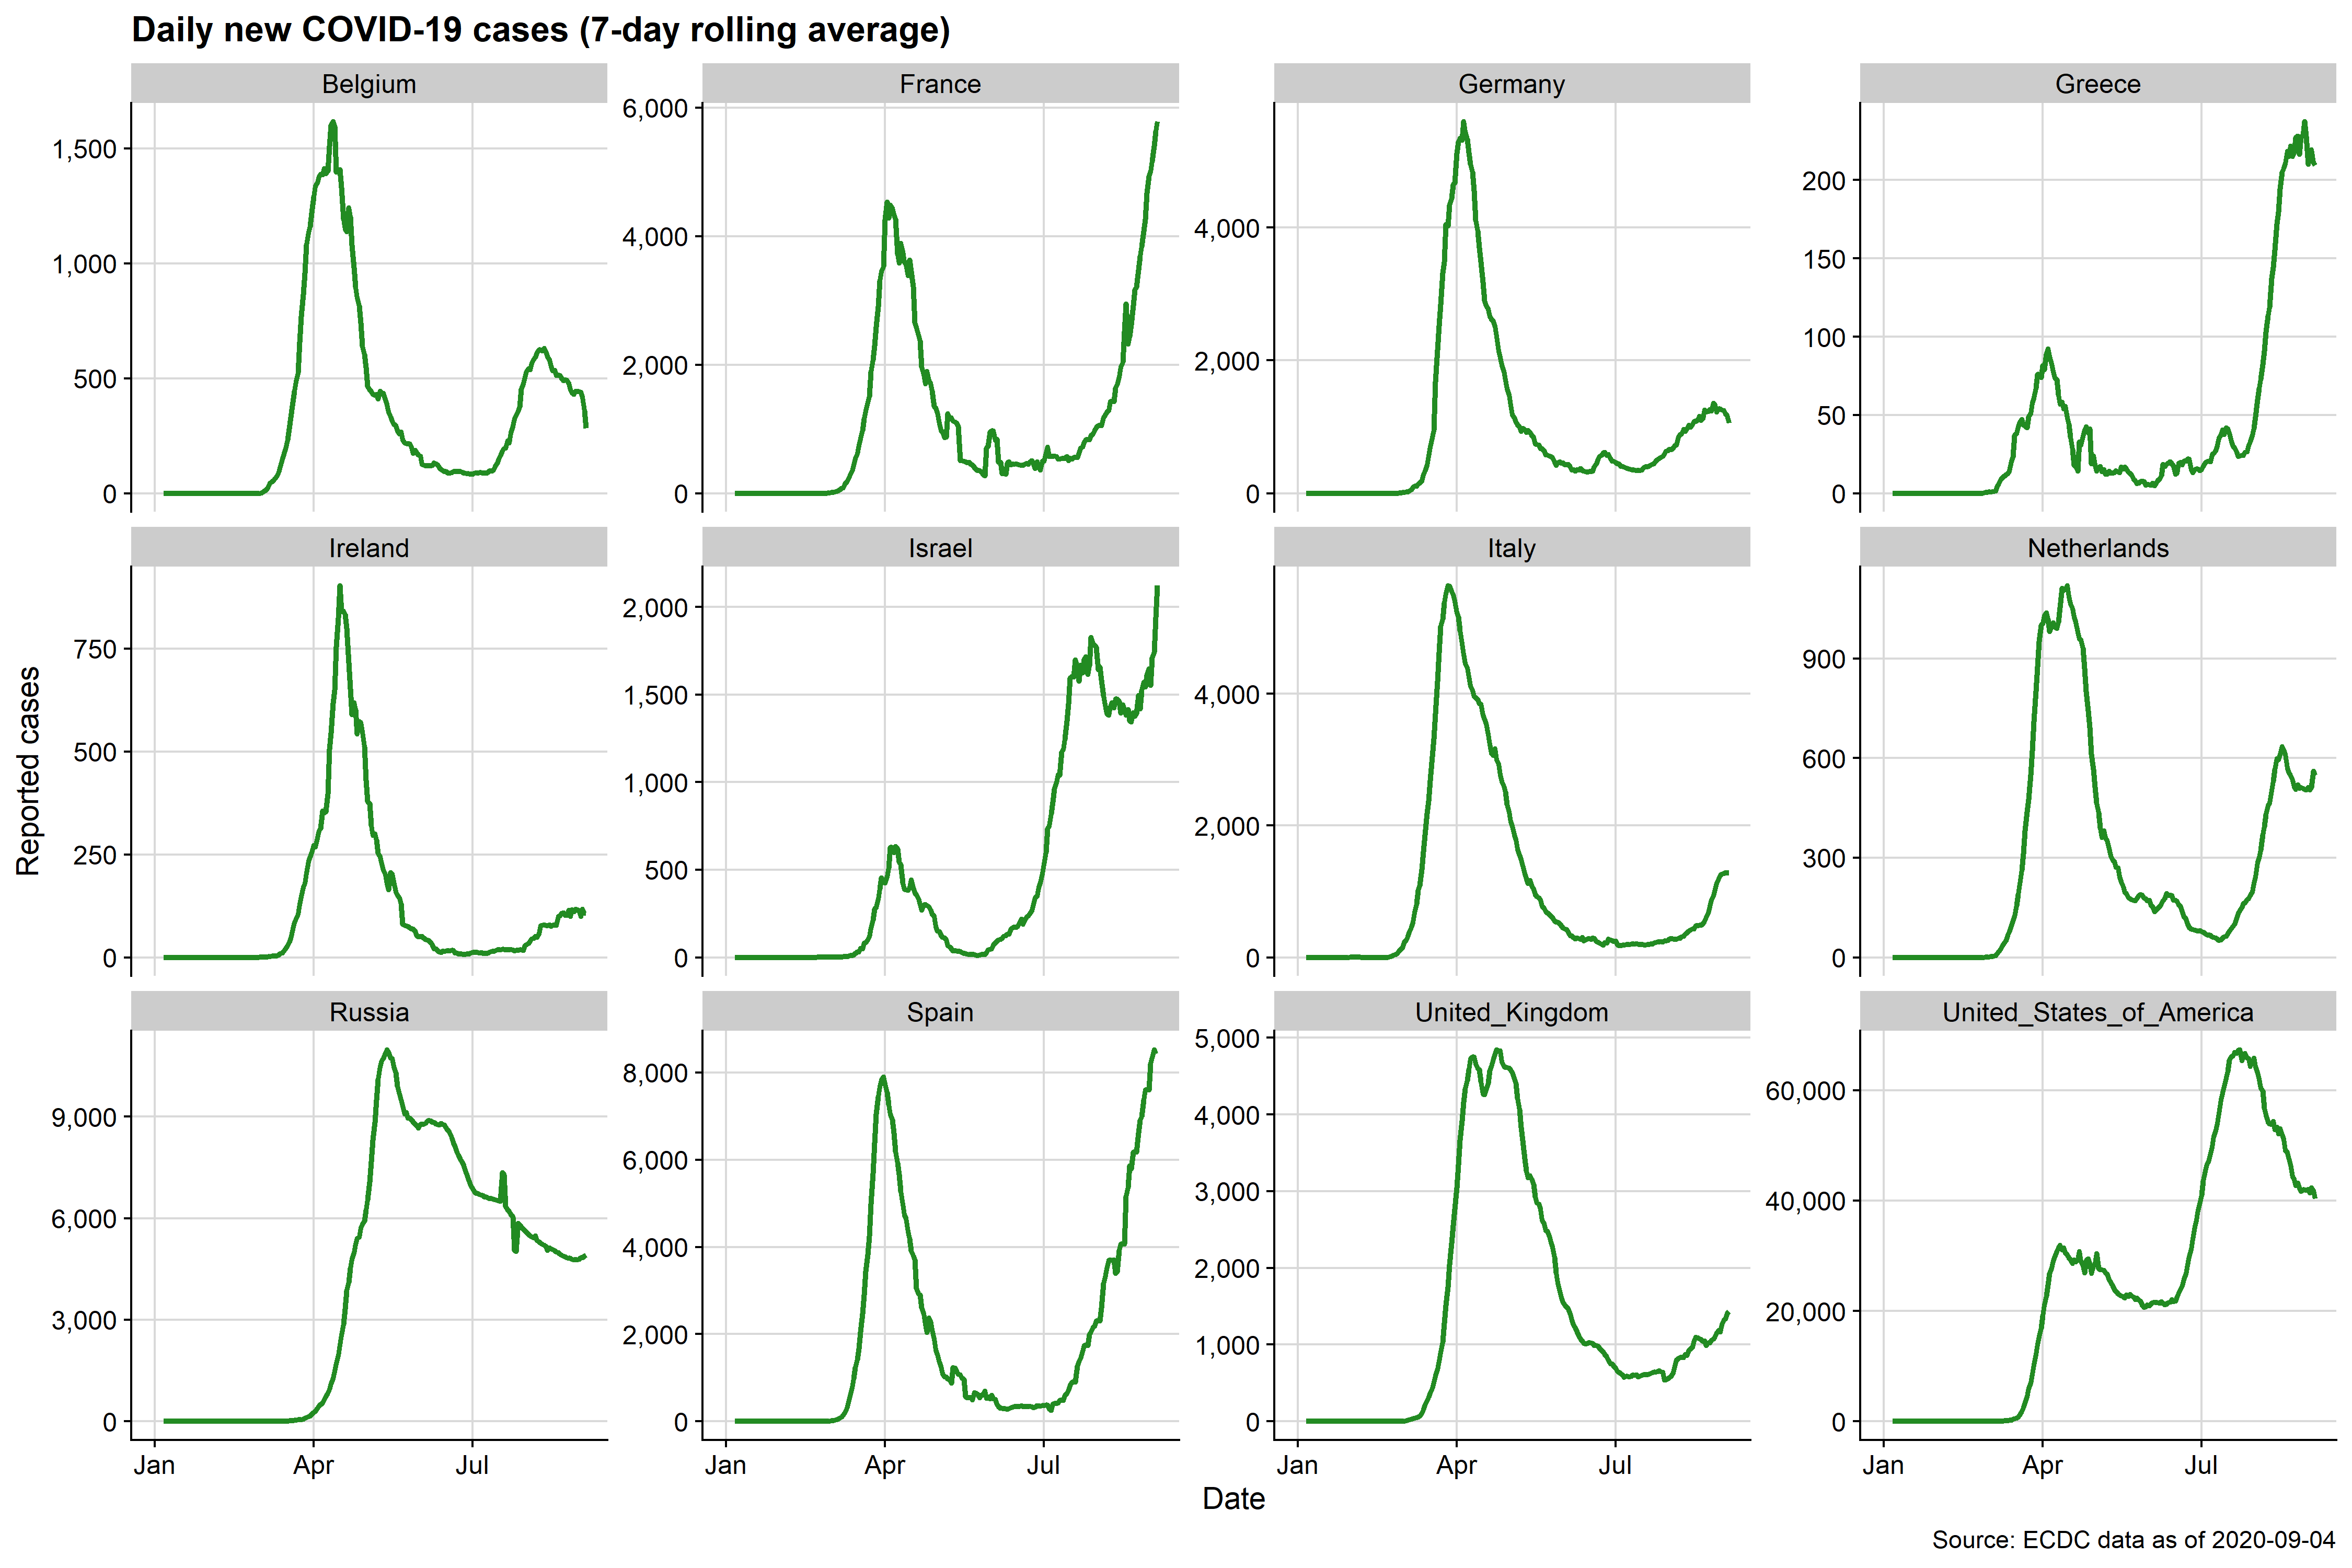 Daily new COVID-19 cases (7-day rolling average)
Belgium
France
Germany
Greece
1,500
1,000
500
0
6,000
4,000
2,000
0
4,000
2,000
0
200
150
100
50
0
Ireland
Israel
Italy
Netherlands
750
500
250
0
2,000
1,500
1,000
500
0
4,000
2,000
0
900
600
300
0
Russia
Spain
United_Kingdom
United_States_of_America
9,000
6,000
3,000
0
8,000
6,000
4,000
2,000
0
5,000
4,000
3,000
2,000
1,000
0
60,000
40,000
20,000
0
Jan Apr Jul
Jan Apr Jul
Jan Apr Jul
Jan Apr Jul
Reported cases
Date
Source: ECDC data as of 2020-09-04